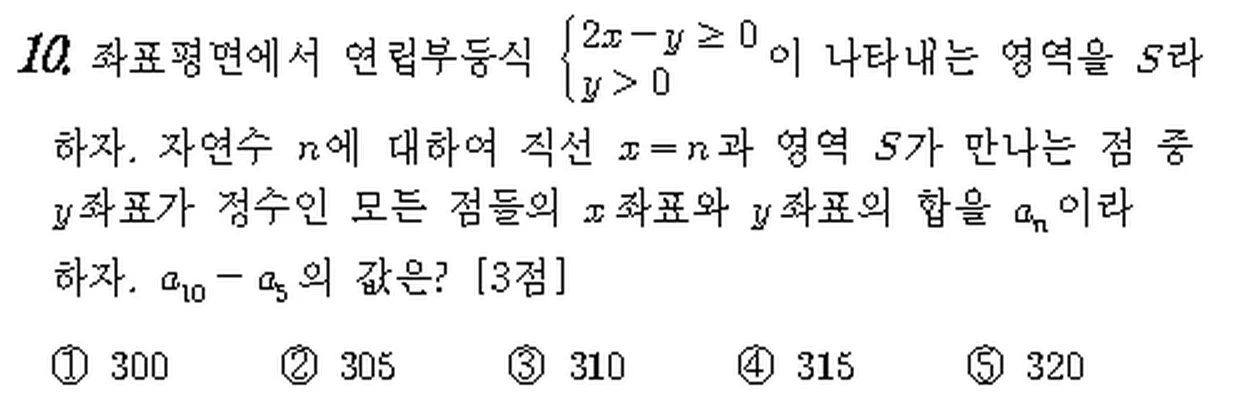 10. 좌표평면에서 연립부등식 { 2x−y ≥ 0, y > 0 이 나타내는 영역을 S라
하자. 자연수 n에 대하여 직선 x=n과 영역 S가 만나는 점 중
y좌표가 정수인 모든 점들의 x좌표와 y좌표의 합을 aₙ이라
하자. a₁₀ − a₅의 값은? [3점]
① 300 ② 305 ③ 310 ④ 315 ⑤ 320